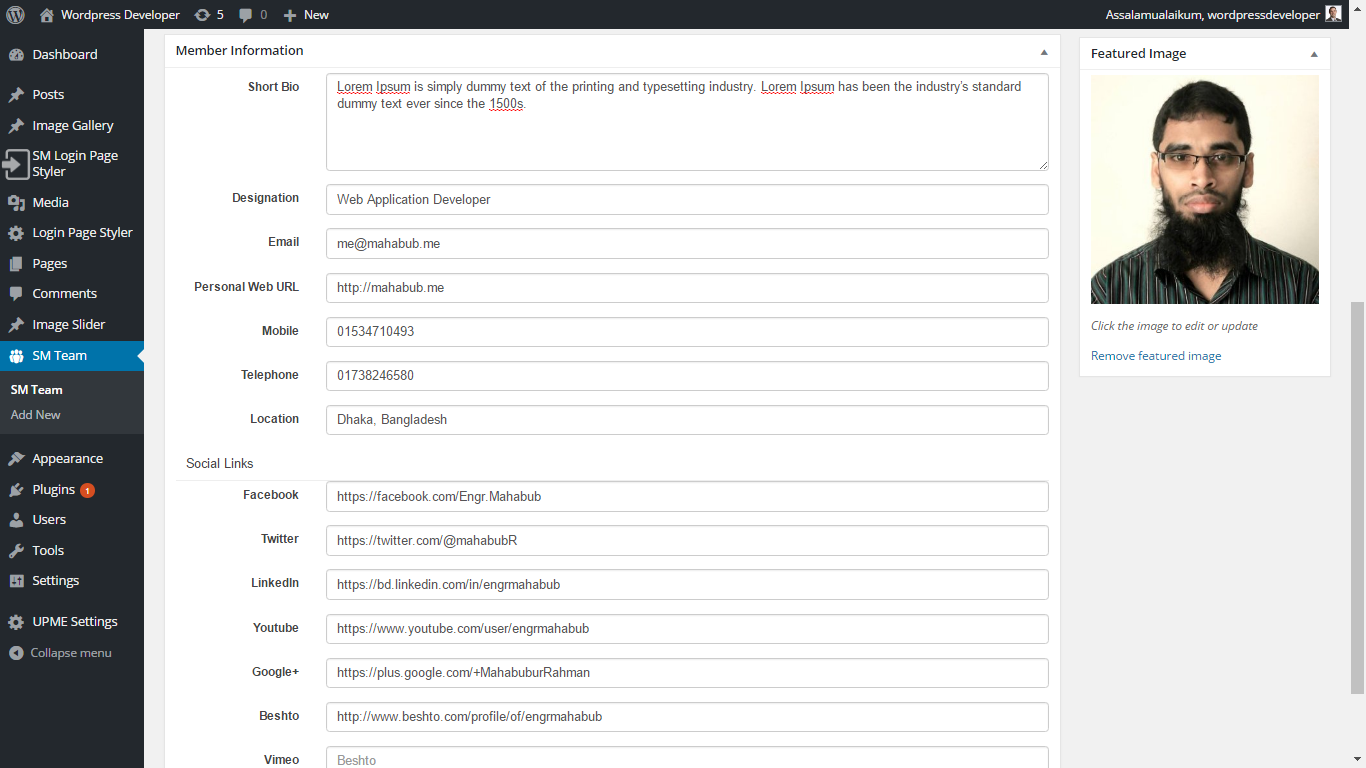 Wordpress Developer 5 0 New Assalamualaikum, wordpressdeveloper
Dashboard
Posts
Image Gallery
SM Login Page
Styler
Media
Login Page Styler
Pages
Comments
Image Slider
SM Team
SM Team
Add New
Appearance
Plugins 1
Users
Tools
Settings
UPME Settings
Collapse menu
Member Information
Short Bio
Lorem Ipsum is simply dummy text of the printing and typesetting industry. Lorem Ipsum has been the industry's standard
dummy text ever since the 1500s.
Designation Web Application Developer
Email me@mahabub.me
Personal Web URL http://mahabub.me
Mobile 01534710493
Telephone 01738246580
Location Dhaka, Bangladesh
Social Links
Facebook https://facebook.com/Engr.Mahabub
Twitter https://twitter.com/@mahabubR
LinkedIn https://bd.linkedin.com/in/engrmahabub
Youtube https://www.youtube.com/user/engrmahabub
Google+ https://plus.google.com/+MahabuburRahman
Beshto http://www.beshto.com/profile/of/engrmahabub
Vimeo Beshto
Featured Image
Click the image to edit or update
Remove featured image